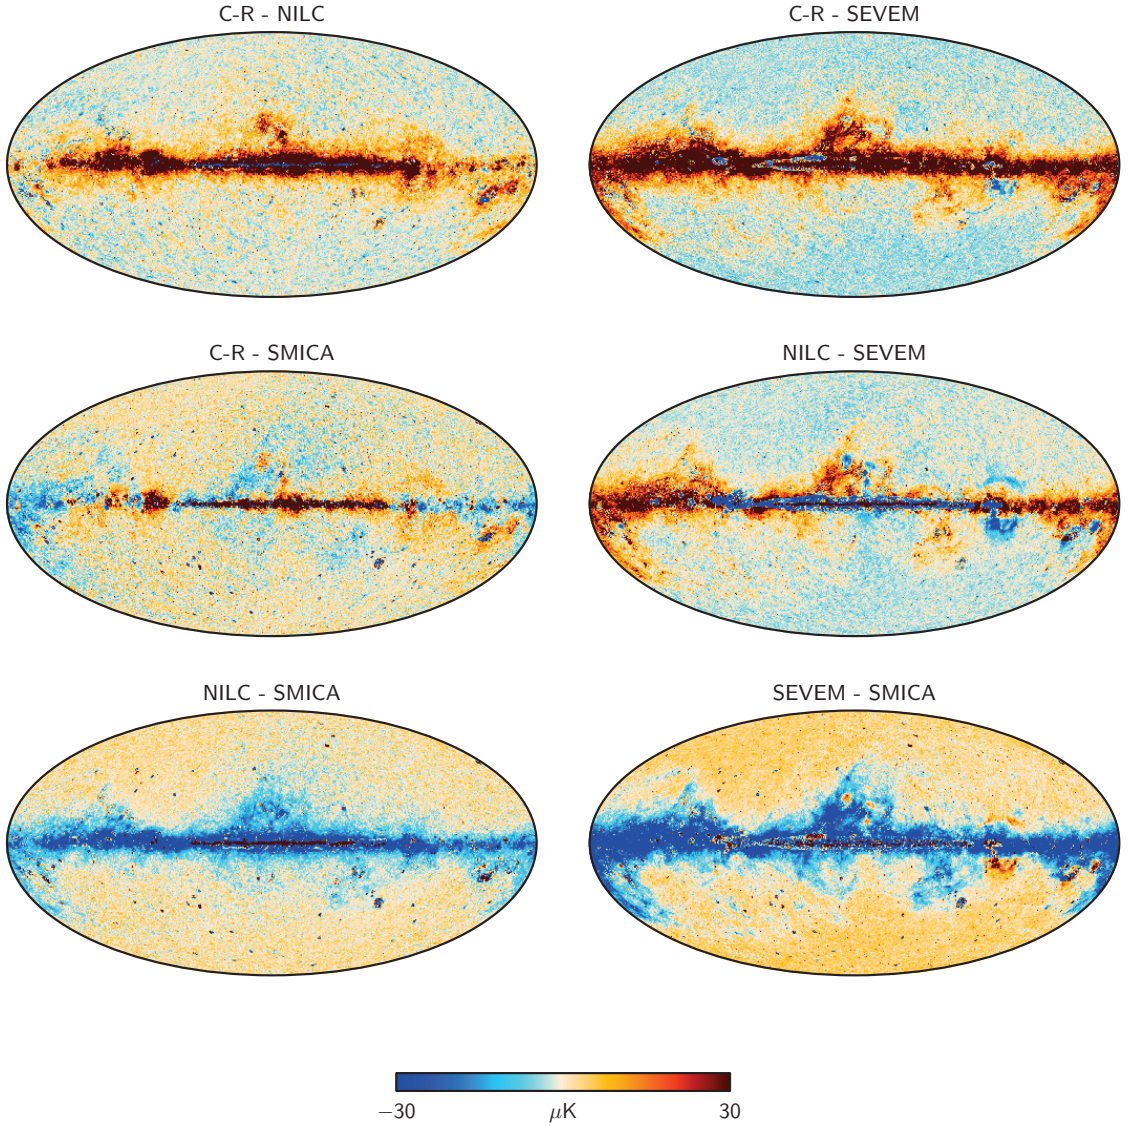 C-R - NILC
C-R - SEVEM
C-R - SMICA
NILC - SEVEM
NILC - SMICA
SEVEM - SMICA
−30 μK 30